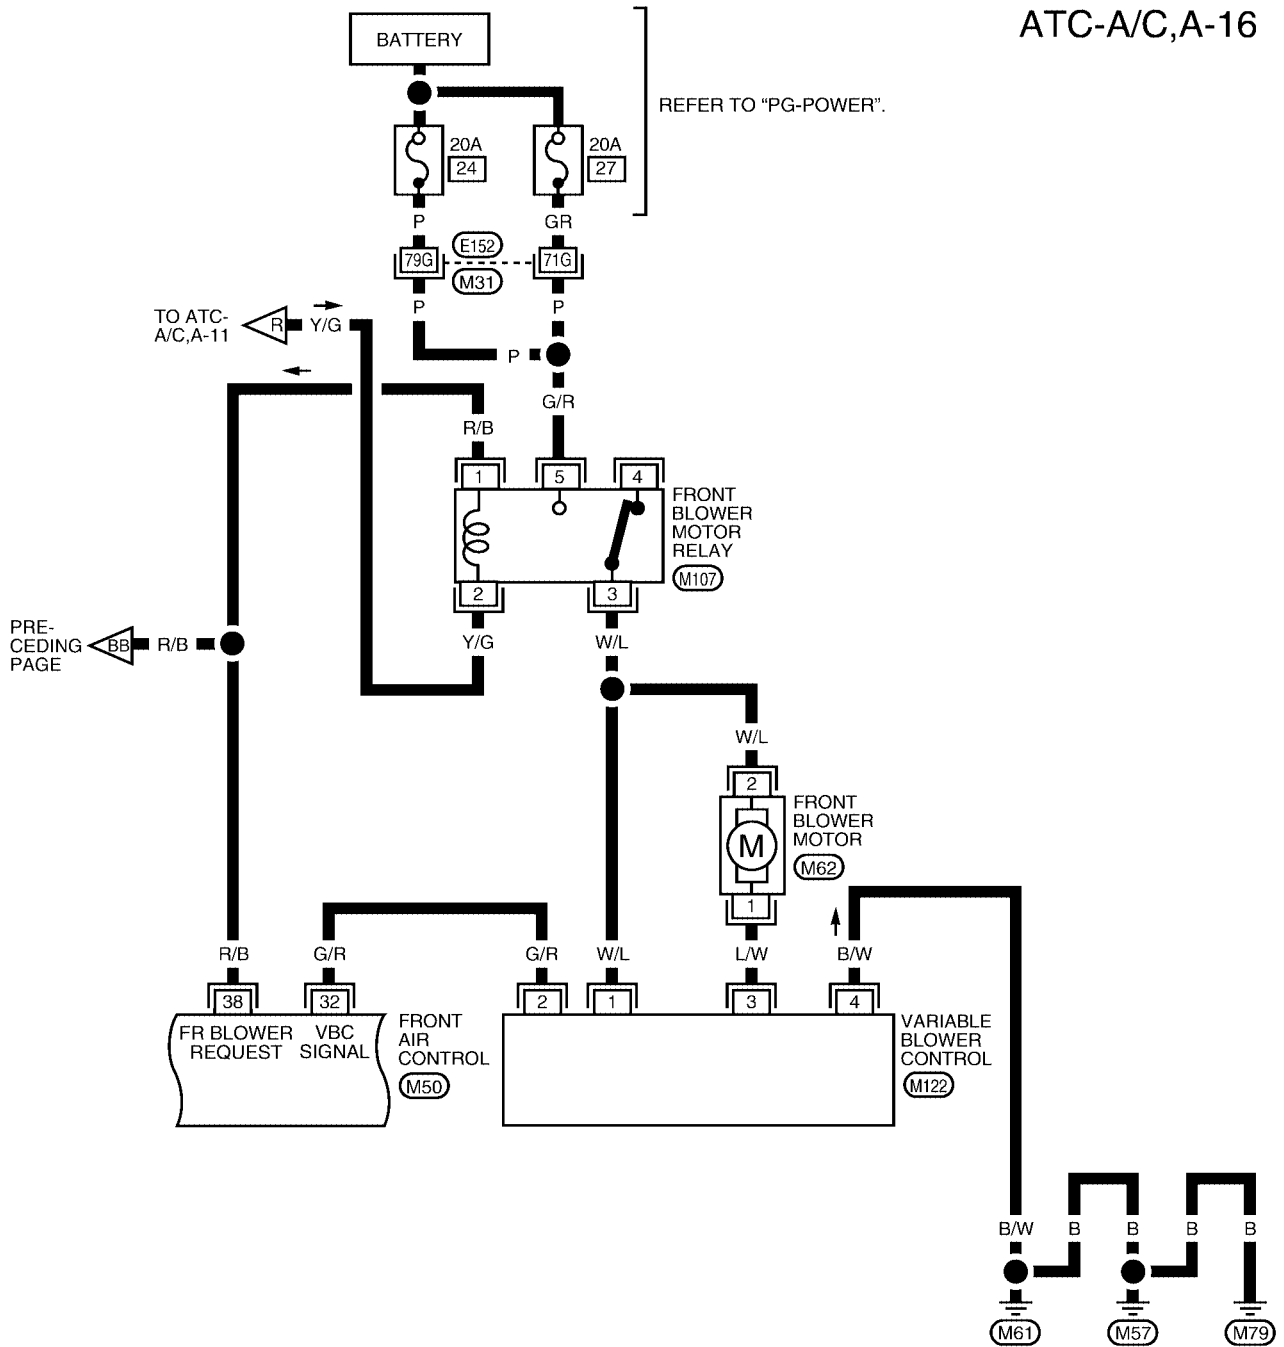 ATC-A/C,A-16
BATTERY
REFER TO “PG-POWER”.
20A
24
20A
27
P
GR
79G
E152
M31
71G
P
P
TO ATC-
A/C,A-11
R
Y/G
P
G/R
R/B
1
5
4
FRONT
BLOWER
MOTOR
RELAY
M107
2
3
PRE-
CEDING
PAGE
BB
R/B
Y/G
W/L
W/L
2
FRONT
BLOWER
MOTOR
M
M62
1
R/B
G/R
G/R
W/L
L/W
B/W
38
32
2
1
3
4
FR BLOWER
REQUEST
VBC
SIGNAL
FRONT
AIR
CONTROL
M50
VARIABLE
BLOWER
CONTROL
M122
B/W
B
B
B
B
M61
M57
M79